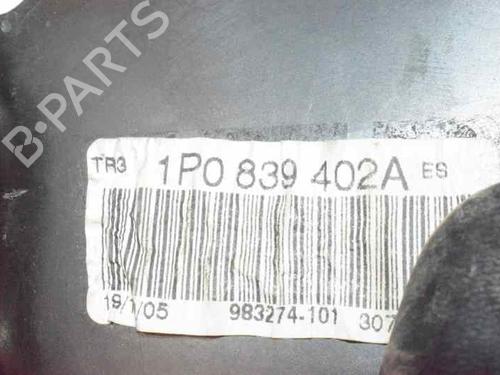 B-PARTS
TR3 1P0 839 402A ES
19/1/05 983274-101 307